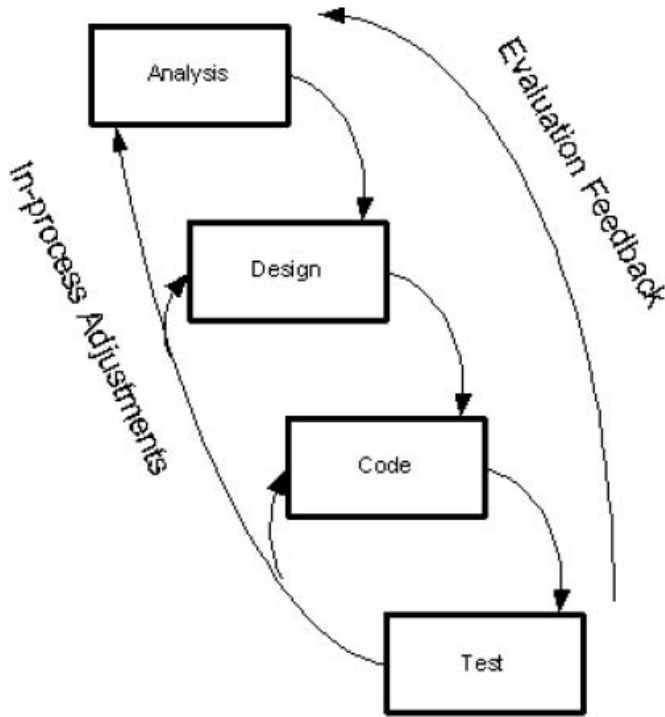 Analysis
Evaluation Feedback
In-process Adjustments
Design
Code
Test